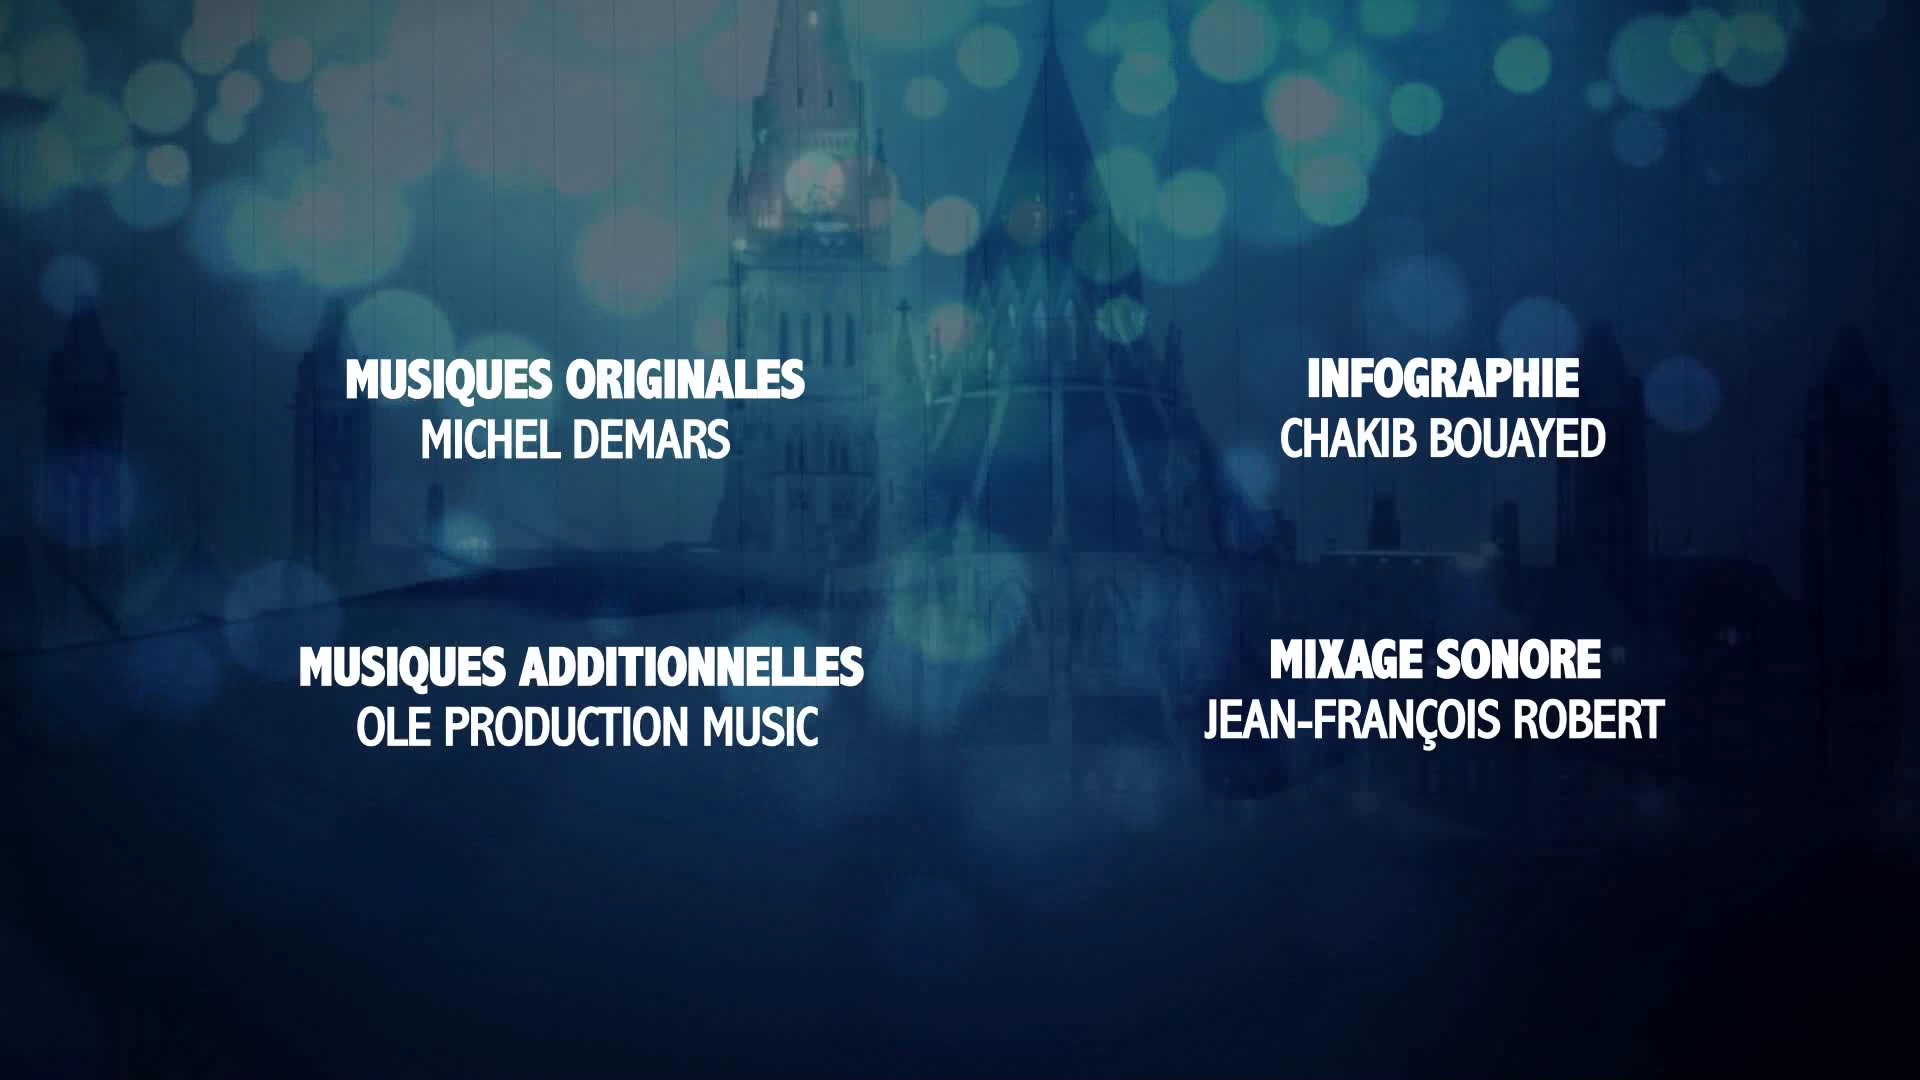 MUSIQUES ORIGINALES
MICHEL DEMARS
INFOGRAPHIE
CHAKIB BOUAYED
MUSIQUES ADDITIONNELLES
OLE PRODUCTION MUSIC
MIXAGE SONORE
JEAN-FRANÇOIS ROBERT